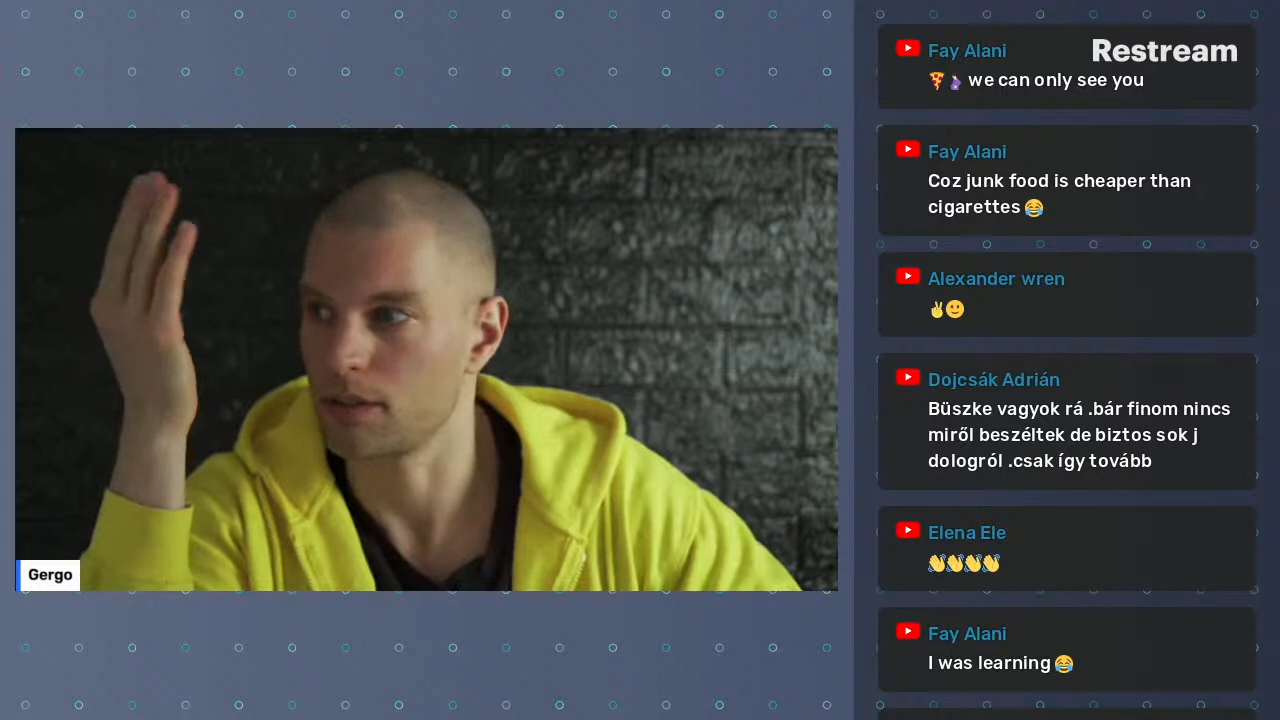 Restream
Fay Alani
🍕🤰 we can only see you
Fay Alani
Coz junk food is cheaper than
cigarettes 😂
Alexander wren
✌🙂
Dojcsák Adrián
Büszke vagyok rá .bár finom nincs
miről beszéltek de biztos sok j
dologról .csak így tovább
Elena Ele
👏👏👏👏
Fay Alani
I was learning 😂
Gergo